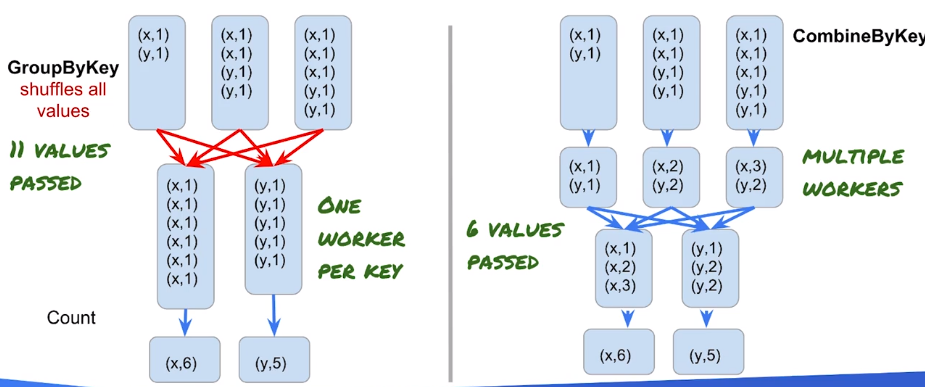 GroupByKey
shuffles all
values
11 VALUES
PASSED
(x,1)
(y,1)
(x,1)
(x,1)
(y,1)
(y,1)
(x,1)
(x,1)
(x,1)
(y,1)
(y,1)
(x,1)
(x,1)
(x,1)
(x,1)
(x,1)
(x,1)
(y,1)
(y,1)
(y,1)
(y,1)
(y,1)
ONE
WORKER
PER KEY
Count
(x,6)
(y,5)
CombineByKey
(x,1)
(y,1)
(x,1)
(x,1)
(y,1)
(y,1)
(x,1)
(x,1)
(x,1)
(y,1)
(y,1)
(x,1)
(y,1)
(x,2)
(y,2)
(x,3)
(y,2)
MULTIPLE
WORKERS
6 VALUES
PASSED
(x,1)
(x,2)
(x,3)
(y,1)
(y,2)
(y,2)
(x,6)
(y,5)